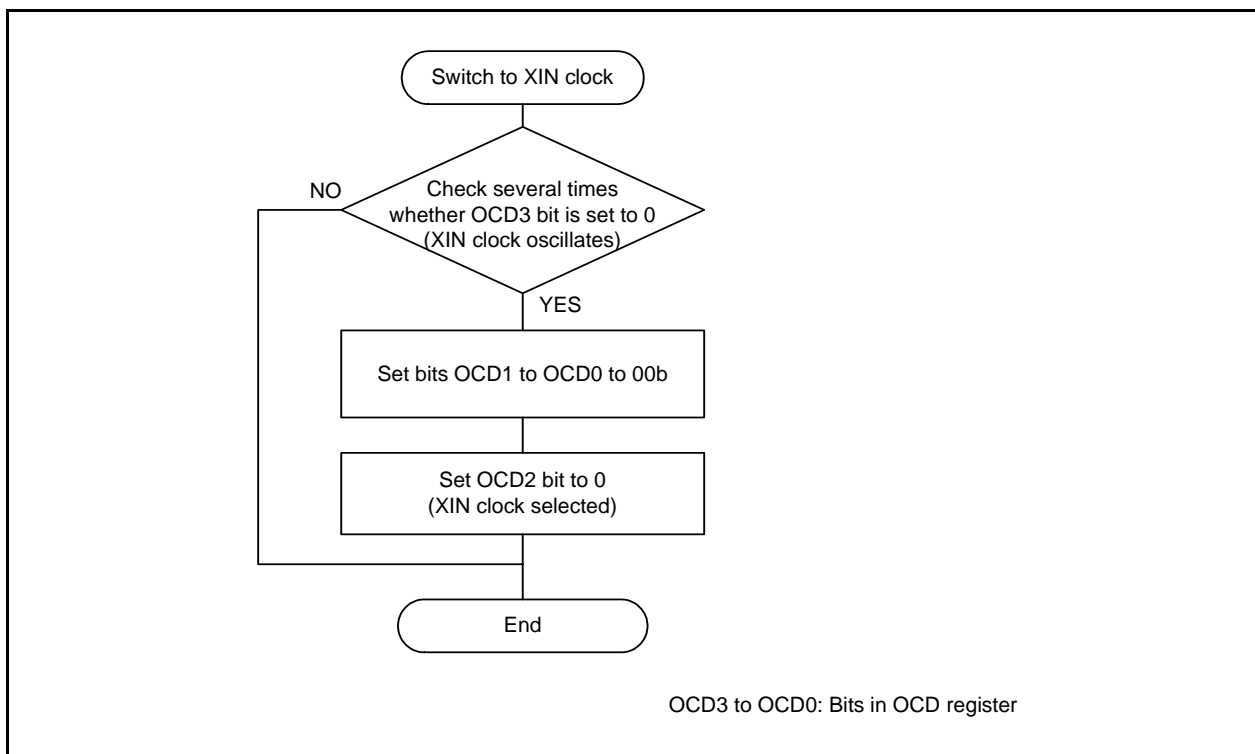 Switch to XIN clock
NO
Check several times
whether OCD3 bit is set to 0
(XIN clock oscillates)
YES
Set bits OCD1 to OCD0 to 00b
Set OCD2 bit to 0
(XIN clock selected)
End
OCD3 to OCD0: Bits in OCD register